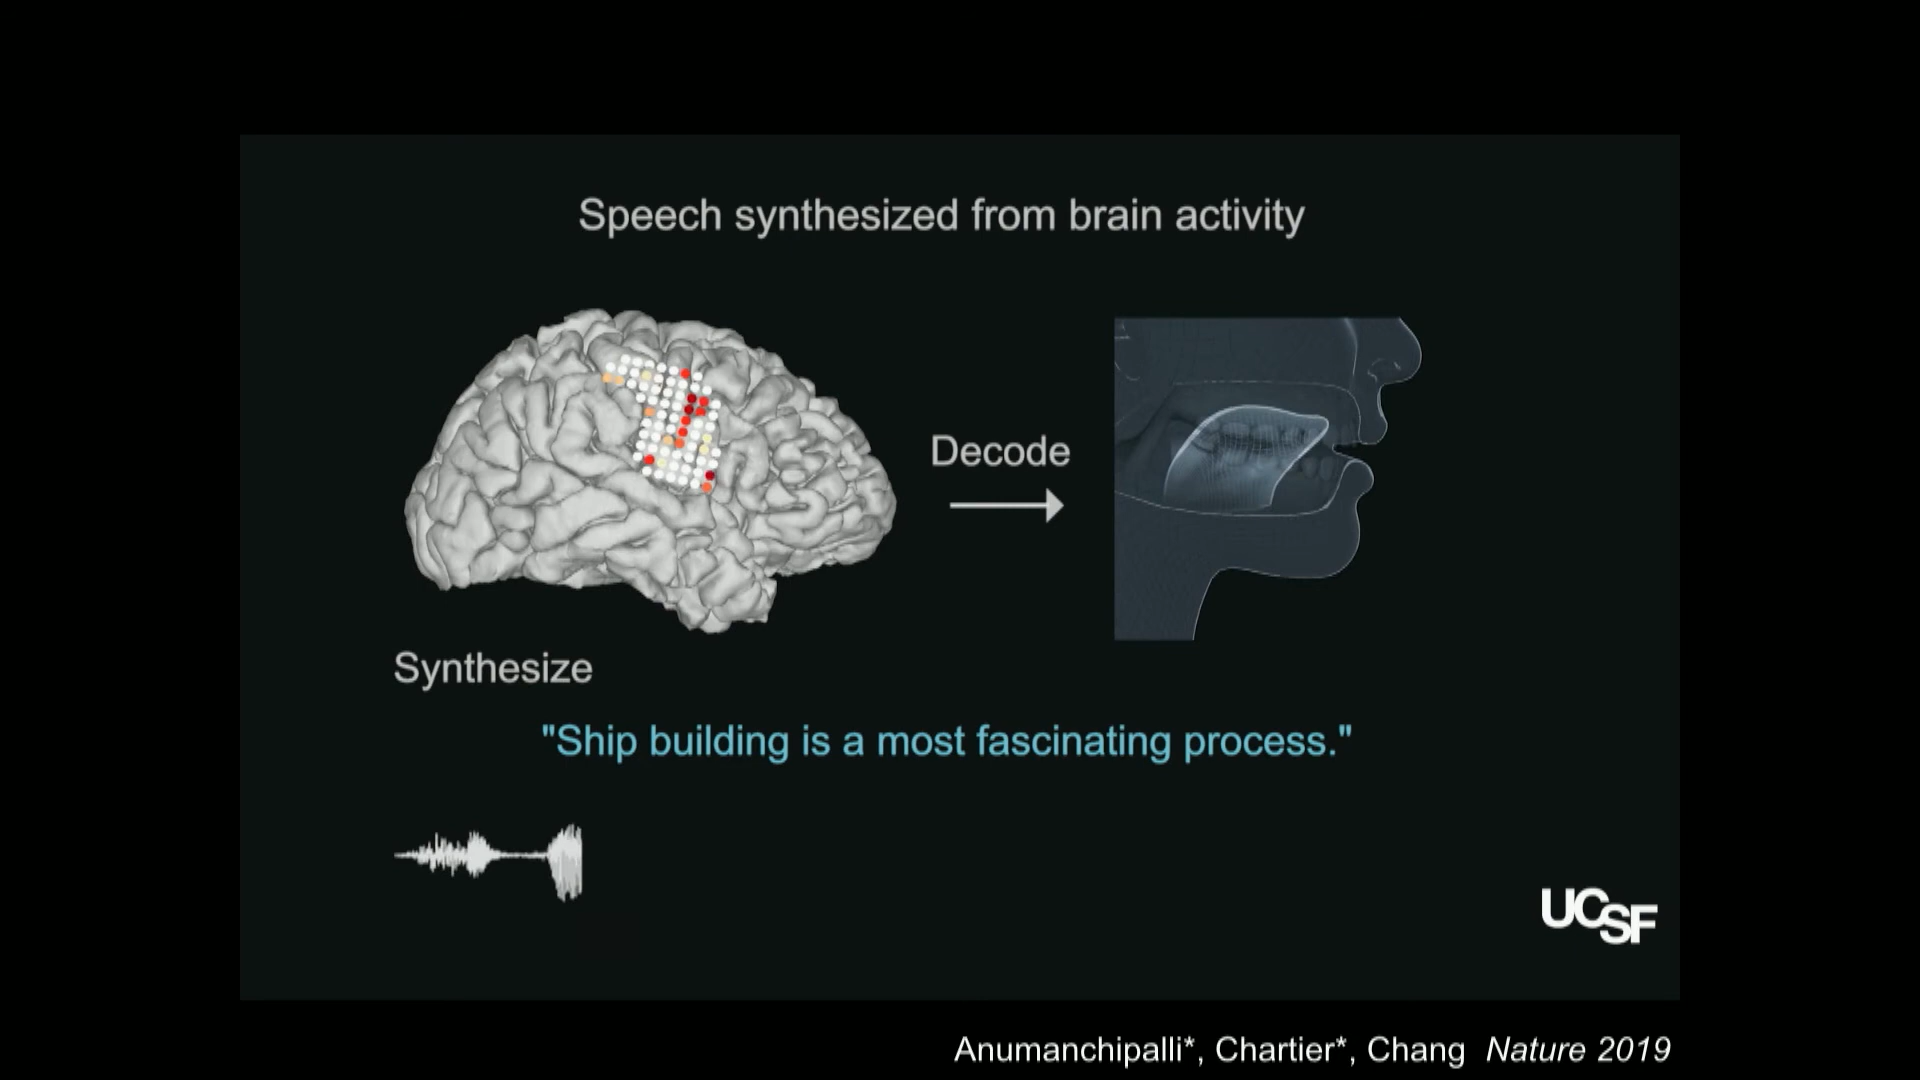 Speech synthesized from brain activity
Decode
Synthesize
"Ship building is a most fascinating process."
UCSF
Anumanchipalli*, Chartier*, Chang Nature 2019